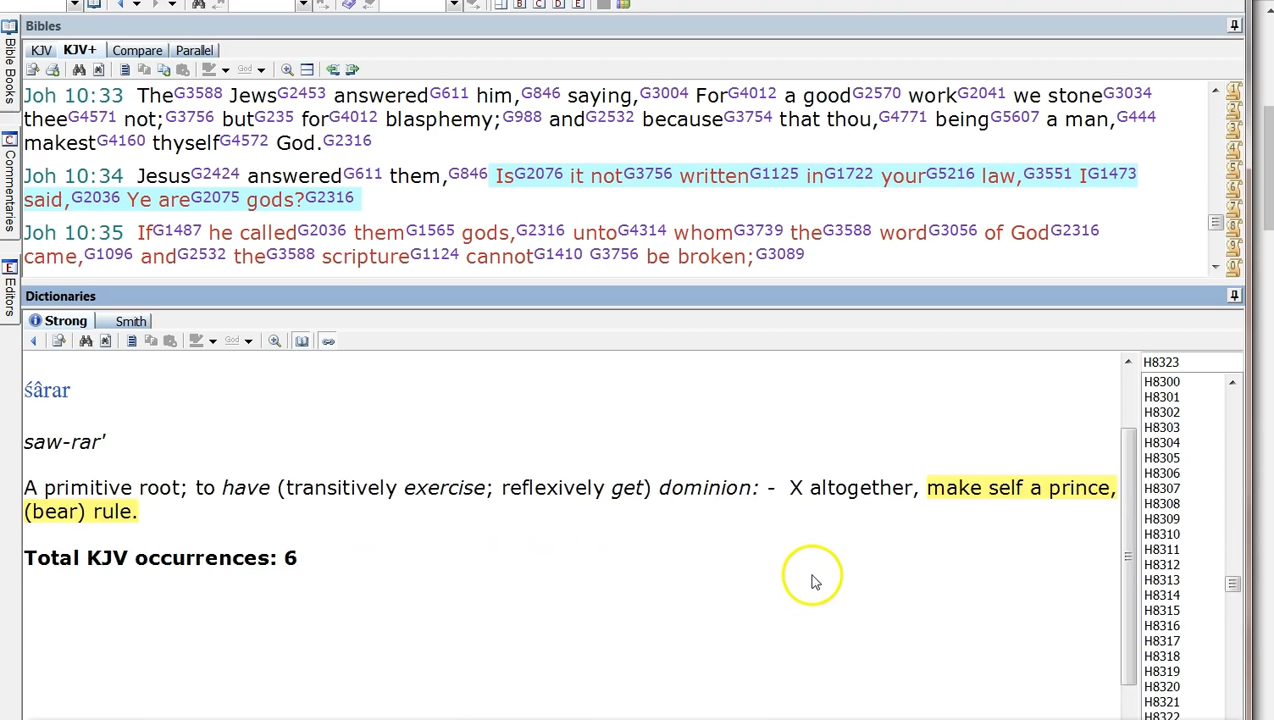 Bibles
KJV KJV+ Compare Parallel
Joh 10:33 TheG3588 JewsG2453 answeredG611 him,G846 saying,G3004 ForG4012 a goodG2570 workG2041 we stoneG3034
theeG4571 not;G3756 butG235 forG4012 blasphemy;G988 andG2532 becauseG3754 that thou,G4771 beingG5607 a man,G444
makestG4160 thyselfG4572 God.G2316
Joh 10:34 JesusG2424 answeredG611 them,G846 IsG2076 it notG3756 writtenG1125 inG1722 yourG5216 law,G3551 IG1473
said,G2036 Ye areG2075 gods?G2316
Joh 10:35 IfG1487 he calledG2036 themG1565 gods,G2316 untoG4314 whomG3739 theG3588 wordG3056 of GodG2316
came,G1096 andG2532 theG3588 scriptureG1124 cannotG1410 G3756 be broken;G3089
Bible Books
Commentaries
Editors
Dictionaries
Strong Smith
śârar
saw-rar'
A primitive root; to have (transitively exercise; reflexively get) dominion: - X altogether, make self a prince,
(bear) rule.
Total KJV occurrences: 6
H8323
H8300
H8301
H8302
H8303
H8304
H8305
H8306
H8307
H8308
H8309
H8310
H8311
H8312
H8313
H8314
H8315
H8316
H8317
H8318
H8319
H8320
H8321
H8322